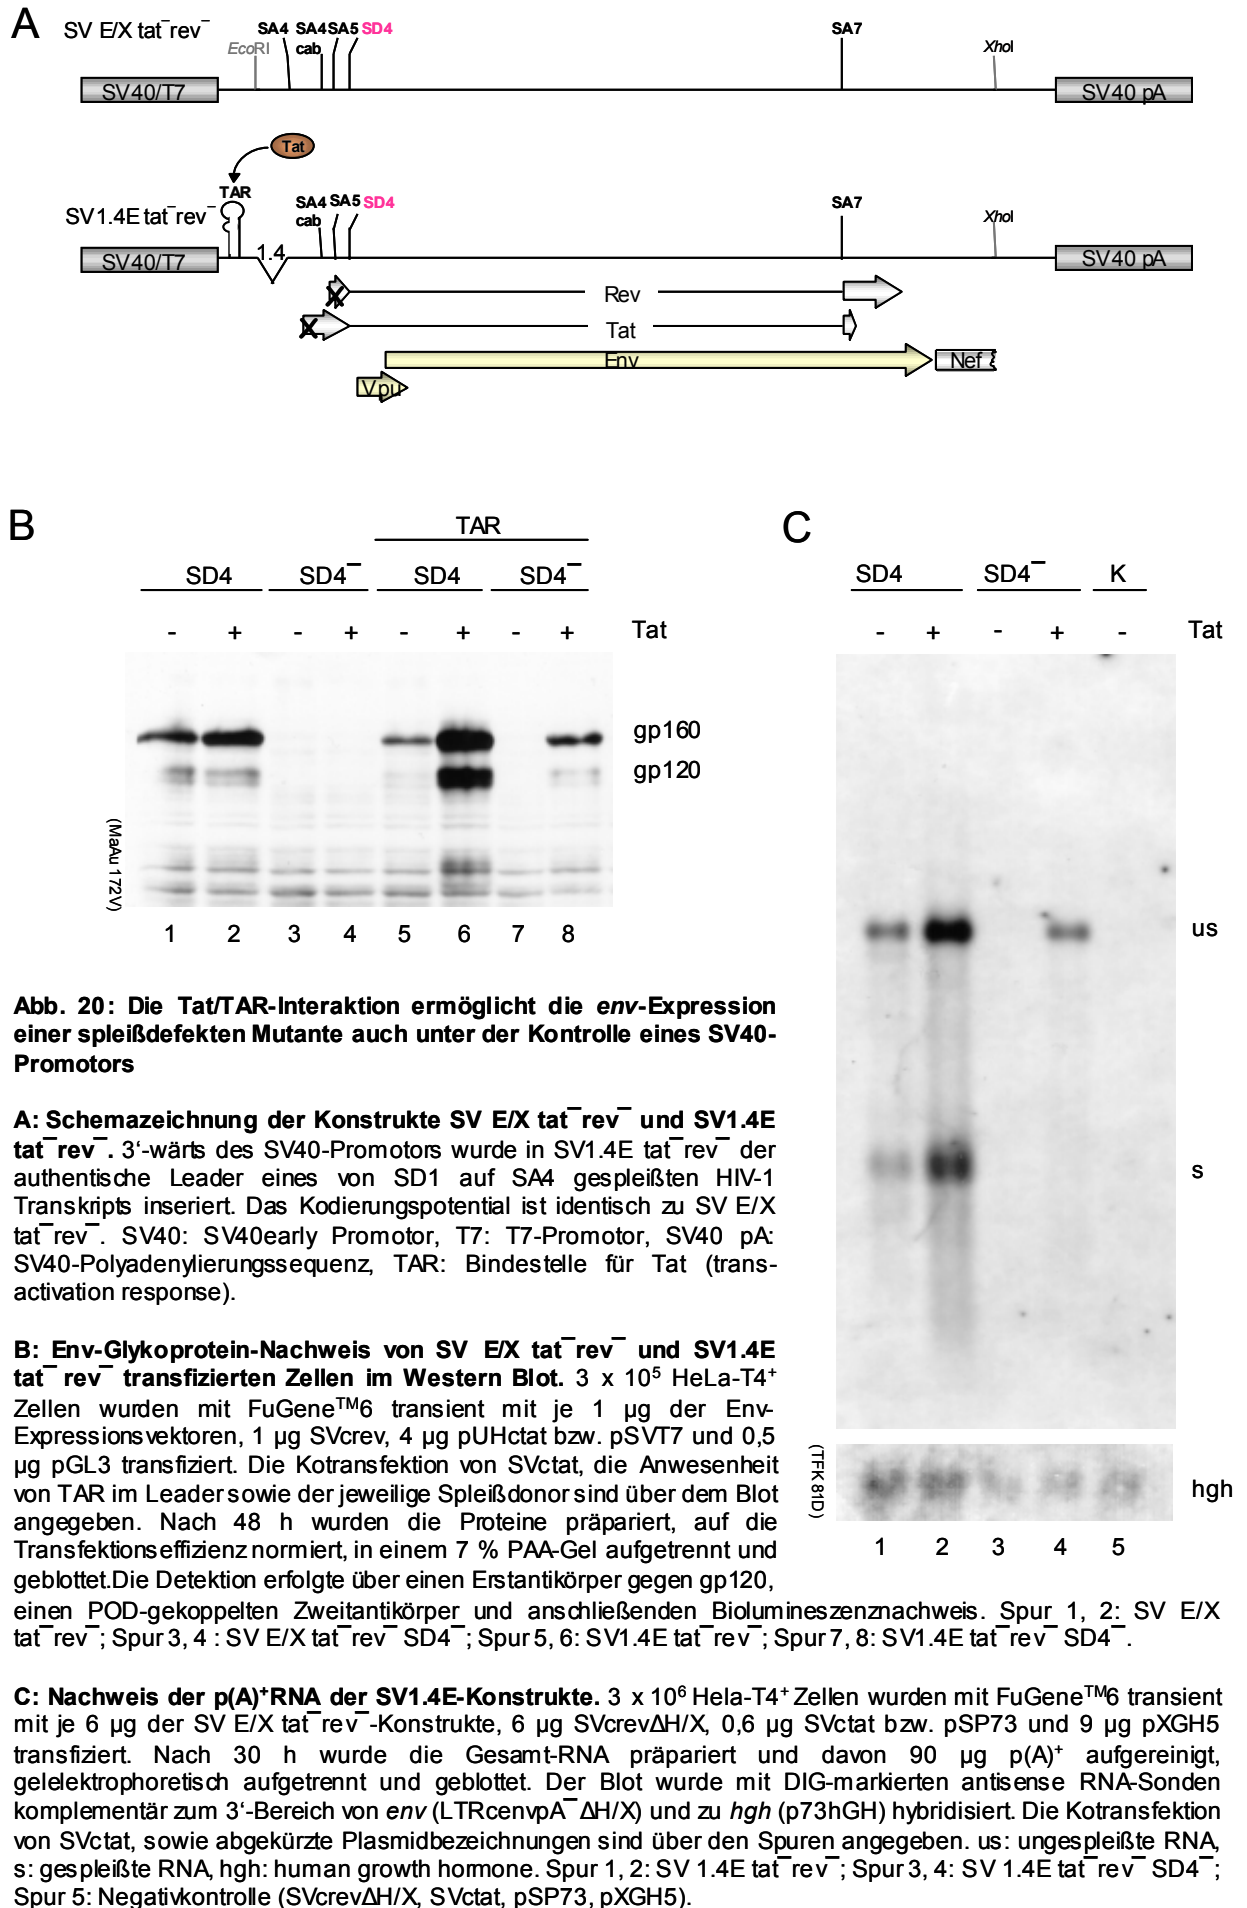 A
SV E/X tat⁻rev⁻
EcoRI
SA4
SA4
cab
SA5
SD4
SA7
XhoI
SV40/T7
SV40 pA
Tat
TAR
SV1.4E tat⁻rev⁻
SA4
cab
SA5
SD4
SA7
XhoI
SV40/T7
1.4
SV40 pA
X
Rev
X
Tat
Env
Nef
Vpu
B
TAR
SD4 SD4⁻ SD4 SD4⁻
- + - + - + - + Tat
gp160
gp120
(MaAu 172V)
1 2 3 4 5 6 7 8
C
SD4 SD4⁻ K
- + - + - Tat
us
s
(TFK 81D)
hgh
1 2 3 4 5
Abb. 20: Die Tat/TAR-Interaktion ermöglicht die env-Expression
einer spleißdefekten Mutante auch unter der Kontrolle eines SV40-
Promotors
A: Schemazeichnung der Konstrukte SV E/X tat⁻rev⁻ und SV1.4E
tat⁻rev⁻. 3‘-wärts des SV40-Promotors wurde in SV1.4E tat⁻rev⁻ der
authentische Leader eines von SD1 auf SA4 gespleißten HIV-1
Transkripts inseriert. Das Kodierungspotential ist identisch zu SV E/X
tat⁻rev⁻. SV40: SV40early Promotor, T7: T7-Promotor, SV40 pA:
SV40-Polyadenylierungssequenz, TAR: Bindestelle für Tat (trans-
activation response).
B: Env-Glykoprotein-Nachweis von SV E/X tat⁻rev⁻ und SV1.4E
tat⁻ rev⁻ transfizierten Zellen im Western Blot. 3 x 10⁵ HeLa-T4⁺
Zellen wurden mit FuGene™6 transient mit je 1 µg der Env-
Expressionsvektoren, 1 µg SVcrev, 4 µg pUHctat bzw. pSVT7 und 0,5
µg pGL3 transfiziert. Die Kotransfektion von SVctat, die Anwesenheit
von TAR im Leader sowie der jeweilige Spleißdonor sind über dem Blot
angegeben. Nach 48 h wurden die Proteine präpariert, auf die
Transfektionseffizienz normiert, in einem 7 % PAA-Gel aufgetrennt und
geblottet.Die Detektion erfolgte über einen Erstantikörper gegen gp120,
einen POD-gekoppelten Zweitantikörper und anschließenden Biolumineszenznachweis. Spur 1, 2: SV E/X
tat⁻rev⁻; Spur 3, 4 : SV E/X tat⁻rev⁻ SD4⁻; Spur 5, 6: SV1.4E tat⁻rev⁻; Spur 7, 8: SV1.4E tat⁻rev⁻ SD4⁻.
C: Nachweis der p(A)⁺RNA der SV1.4E-Konstrukte. 3 x 10⁶ Hela-T4⁺ Zellen wurden mit FuGene™6 transient
mit je 6 µg der SV E/X tat⁻rev⁻-Konstrukte, 6 µg SVcrevΔH/X, 0,6 µg SVctat bzw. pSP73 und 9 µg pXGH5
transfiziert. Nach 30 h wurde die Gesamt-RNA präpariert und davon 90 µg p(A)⁺ aufgereinigt,
gelelektrophoretisch aufgetrennt und geblottet. Der Blot wurde mit DIG-markierten antisense RNA-Sonden
komplementär zum 3‘-Bereich von env (LTRcenvpA⁻ΔH/X) und zu hgh (p73hGH) hybridisiert. Die Kotransfektion
von SVctat, sowie abgekürzte Plasmidbezeichnungen sind über den Spuren angegeben. us: ungespleißte RNA,
s: gespleißte RNA, hgh: human growth hormone. Spur 1, 2: SV 1.4E tat⁻rev⁻; Spur 3, 4: SV 1.4E tat⁻rev⁻ SD4⁻;
Spur 5: Negativkontrolle (SVcrevΔH/X, SVctat, pSP73, pXGH5).